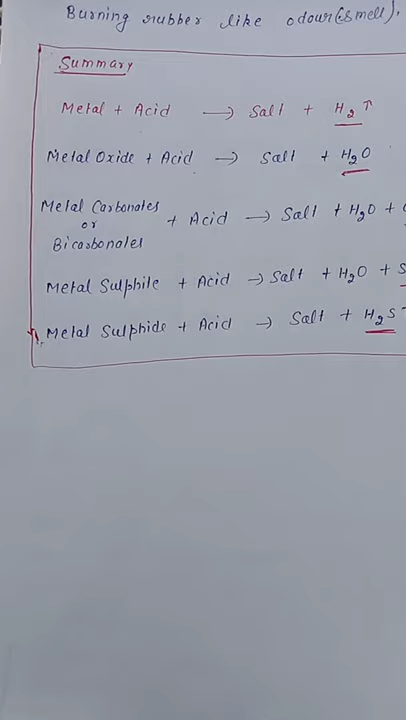 Burning rubber like odour(smell).
Summary
Metal + Acid → Salt + H2↑
Metal Oxide + Acid → Salt + H2O
Metal Carbonates or Bicarbonates + Acid → Salt + H2O +
Metal Sulphite + Acid → Salt + H2O + S
Metal Sulphide + Acid → Salt + H2S